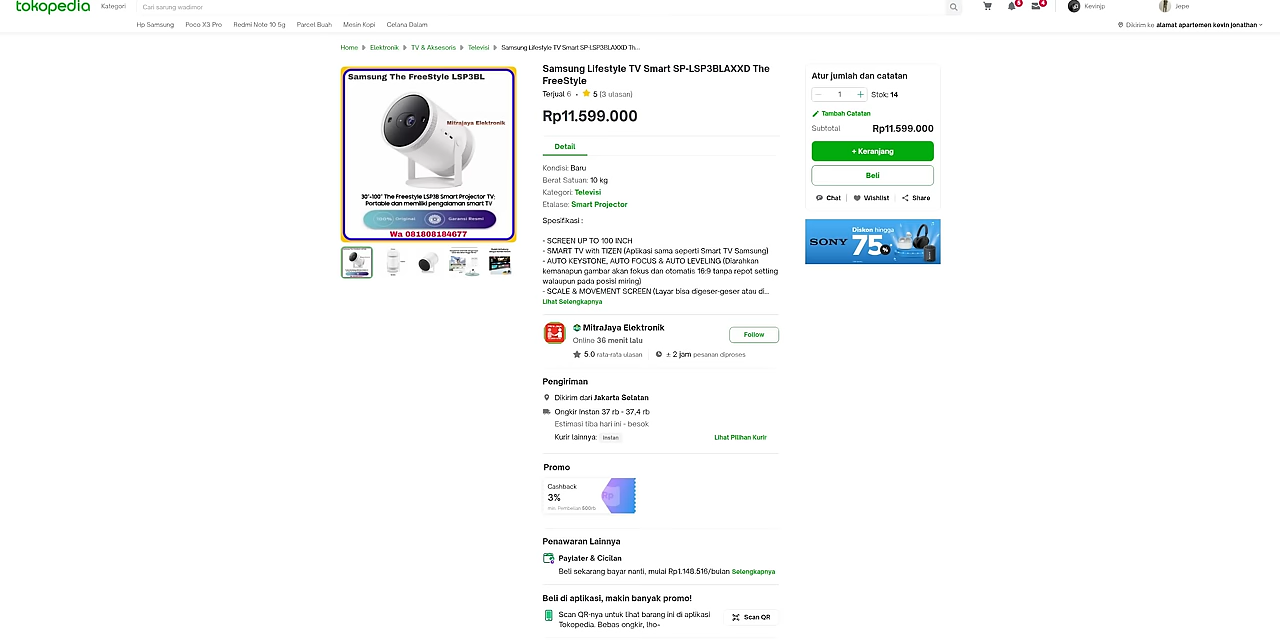 tokopedia
Kategori
Cari sarung wadimor
8
4
Kevinjp
Jepe
Hp Samsung
Poco X3 Pro
Redmi Note 10 5g
Parcel Buah
Mesin Kopi
Celana Dalam
Dikirim ke alamat apartemen kevin jonathan
Home
Elektronik
TV & Aksesoris
Televisi
Samsung Lifestyle TV Smart SP-LSP3BLAXXD Th...
Samsung The FreeStyle LSP3BL
Mitrajaya Elektronik
30"-100" The Freestyle LSP3B Smart Projector TV;
Portable dan memiliki pengalaman smart TV
100% Original
Garansi Resmi
Wa 081808184677
Samsung Lifestyle TV Smart SP-LSP3BLAXXD The
FreeStyle
Terjual 6 • 5 (3 ulasan)
Rp11.599.000
Detail
Kondisi: Baru
Berat Satuan: 10 kg
Kategori: Televisi
Etalase: Smart Projector
Spesifikasi :
- SCREEN UP TO 100 INCH
- SMART TV with TIZEN(Aplikasi sama seperti Smart TV Samsung)
- AUTO KEYSTONE, AUTO FOCUS & AUTO LEVELING (Diarahkan
kemanapun gambar akan fokus dan otomatis 16:9 tanpa repot setting
walaupun pada posisi miring)
- SCALE & MOVEMENT SCREEN (Layar bisa digeser-geser atau di...
Lihat Selengkapnya
MitraJaya Elektronik
Online 36 menit lalu
Follow
5.0 rata-rata ulasan
± 2 jam pesanan diproses
Pengiriman
Dikirim dari Jakarta Selatan
Ongkir Instan 37 rb - 37,4 rb
Estimasi tiba hari ini - besok
Kurir lainnya: Instan
Lihat Pilihan Kurir
Promo
Cashback
3%
min. Pembelian 500rb
Rp
Penawaran Lainnya
Paylater & Cicilan
Beli sekarang bayar nanti, mulai Rp1.148.516/bulan Selengkapnya
Beli di aplikasi, makin banyak promo!
Scan QR-nya untuk lihat barang ini di aplikasi
Tokopedia. Bebas ongkir, lho~
Scan QR
Atur jumlah dan catatan
1
Stok: 14
Tambah Catatan
Subtotal
Rp11.599.000
+ Keranjang
Beli
Chat
Wishlist
Share
SONY
Diskon hingga
75%